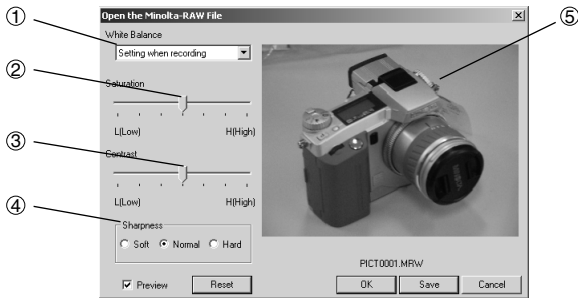 ① Open the Minolta-RAW File ⑤
White Balance
Setting when recording
②
Saturation
L(Low) H(High)
③
Contrast
L(Low) H(High)
④
Sharpness
Soft Normal Hard
PICT0001.MRW
Preview Reset OK Save Cancel